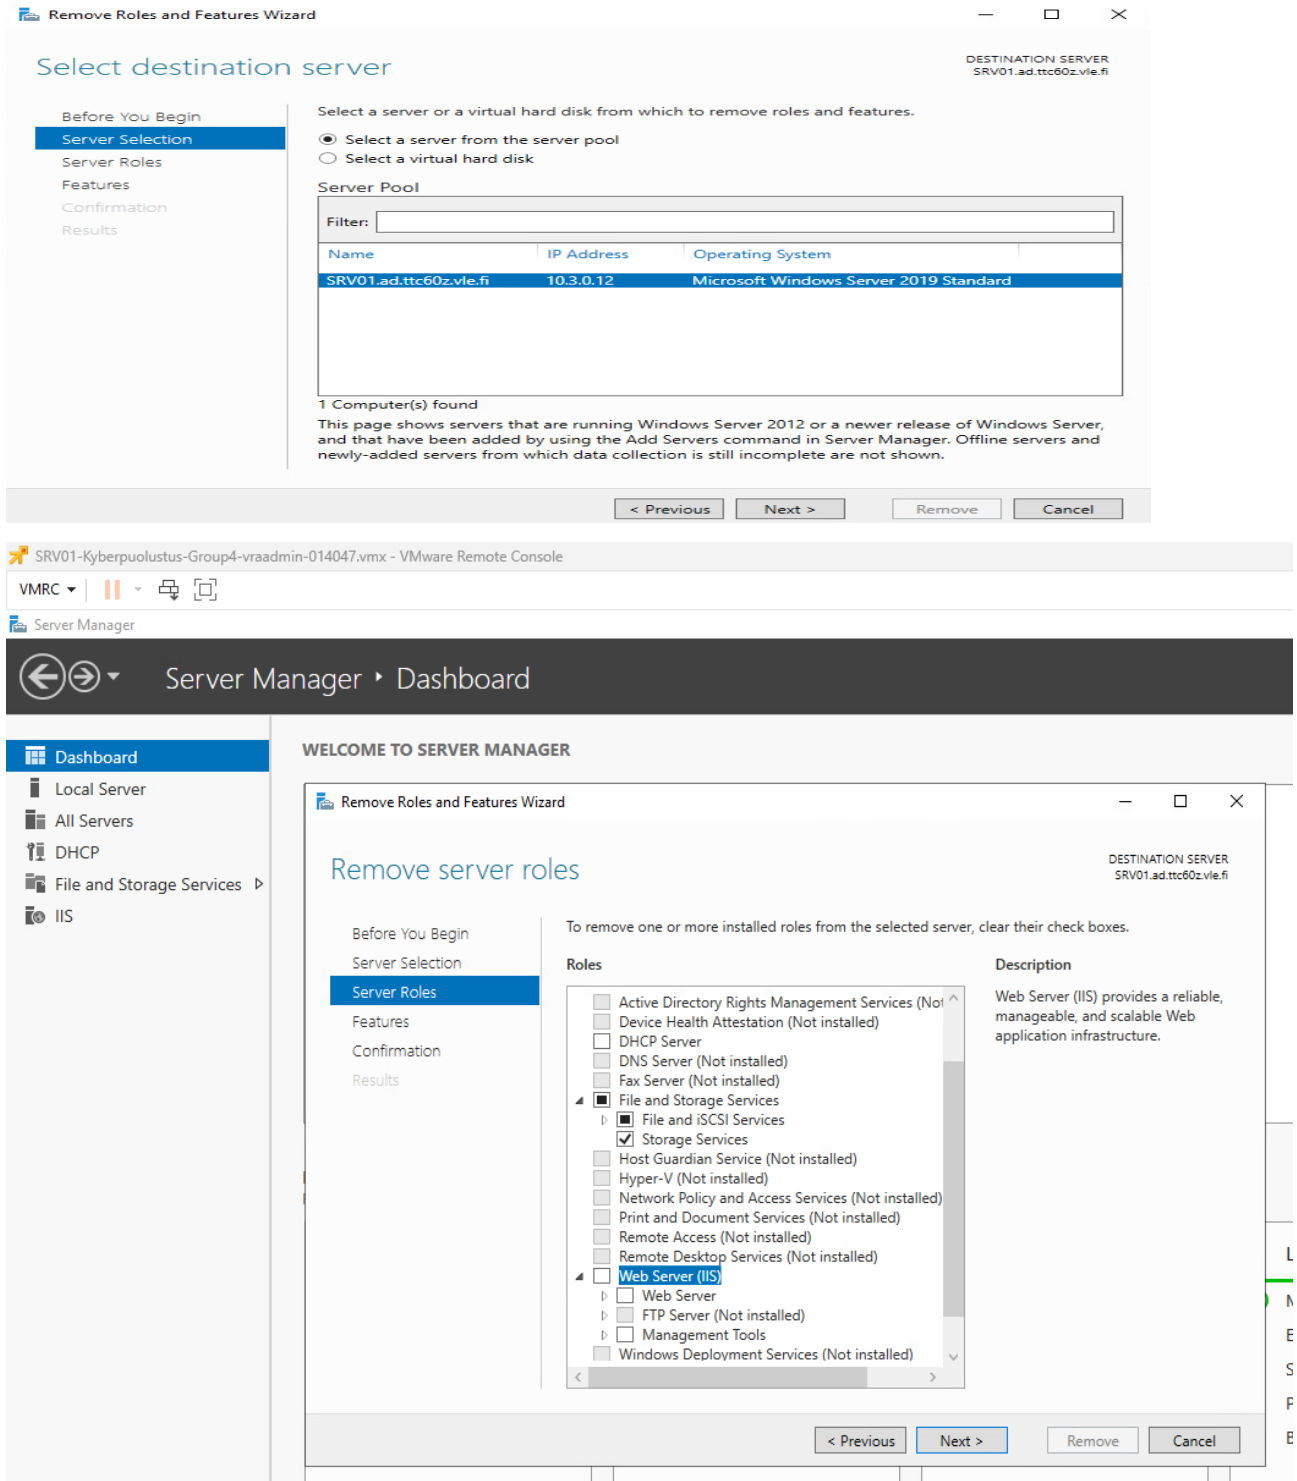 Remove Roles and Features Wizard
Select destination server
DESTINATION SERVER
SRV01.ad.ttc60z.vle.fi
Before You Begin
Server Selection
Server Roles
Features
Confirmation
Results
Select a server or a virtual hard disk from which to remove roles and features.
Select a server from the server pool
Select a virtual hard disk
Server Pool
Filter:
Name IP Address Operating System
SRV01.ad.ttc60z.vle.fi 10.3.0.12 Microsoft Windows Server 2019 Standard
1 Computer(s) found
This page shows servers that are running Windows Server 2012 or a newer release of Windows Server,
and that have been added by using the Add Servers command in Server Manager. Offline servers and
newly-added servers from which data collection is still incomplete are not shown.
< Previous Next > Remove Cancel
SRV01-Kyberpuolustus-Group4-vraadmin-014047.vmx - VMware Remote Console
VMRC
Server Manager
Server Manager Dashboard
Dashboard
Local Server
All Servers
DHCP
File and Storage Services
IIS
WELCOME TO SERVER MANAGER
Remove Roles and Features Wizard
Remove server roles
DESTINATION SERVER
SRV01.ad.ttc60z.vle.fi
Before You Begin
Server Selection
Server Roles
Features
Confirmation
Results
To remove one or more installed roles from the selected server, clear their check boxes.
Roles
Active Directory Rights Management Services (Not
Device Health Attestation (Not installed)
DHCP Server
DNS Server (Not installed)
Fax Server (Not installed)
File and Storage Services
File and iSCSI Services
Storage Services
Host Guardian Service (Not installed)
Hyper-V (Not installed)
Network Policy and Access Services (Not installed)
Print and Document Services (Not installed)
Remote Access (Not installed)
Remote Desktop Services (Not installed)
Web Server (IIS)
Web Server
FTP Server (Not installed)
Management Tools
Windows Deployment Services (Not installed)
Description
Web Server (IIS) provides a reliable,
manageable, and scalable Web
application infrastructure.
< Previous Next > Remove Cancel